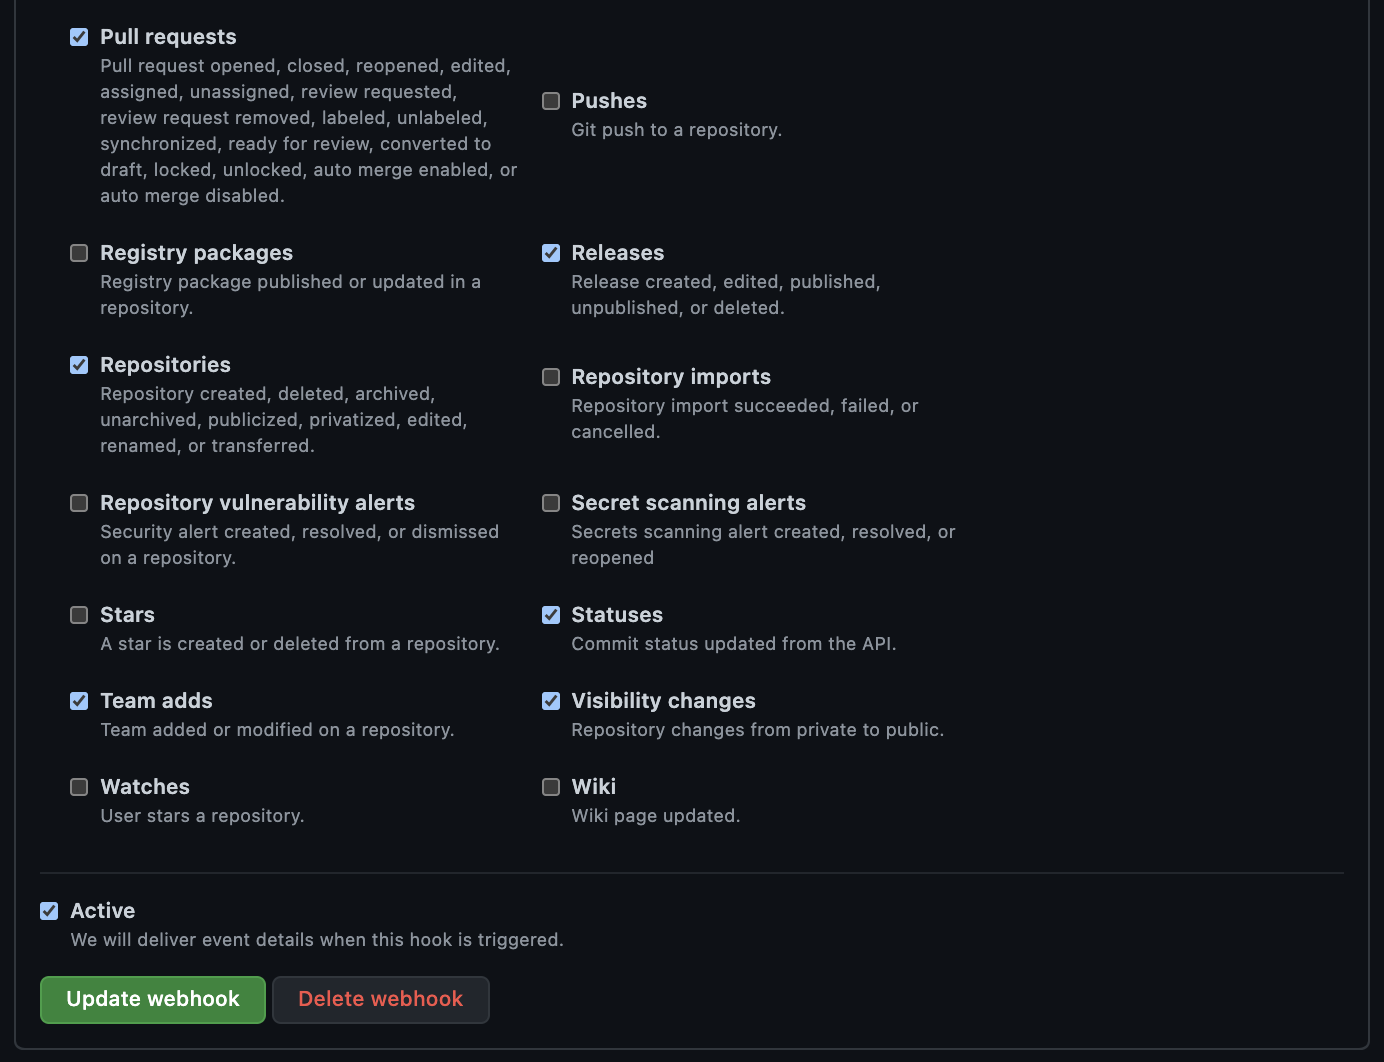 Pull requests
Pull request opened, closed, reopened, edited,
assigned, unassigned, review requested,
review request removed, labeled, unlabeled,
synchronized, ready for review, converted to
draft, locked, unlocked, auto merge enabled, or
auto merge disabled.
Pushes
Git push to a repository.
Registry packages
Registry package published or updated in a
repository.
Releases
Release created, edited, published,
unpublished, or deleted.
Repositories
Repository created, deleted, archived,
unarchived, publicized, privatized, edited,
renamed, or transferred.
Repository imports
Repository import succeeded, failed, or
cancelled.
Repository vulnerability alerts
Security alert created, resolved, or dismissed
on a repository.
Secret scanning alerts
Secrets scanning alert created, resolved, or
reopened
Stars
A star is created or deleted from a repository.
Statuses
Commit status updated from the API.
Team adds
Team added or modified on a repository.
Visibility changes
Repository changes from private to public.
Watches
User stars a repository.
Wiki
Wiki page updated.
Active
We will deliver event details when this hook is triggered.
Update webhook
Delete webhook